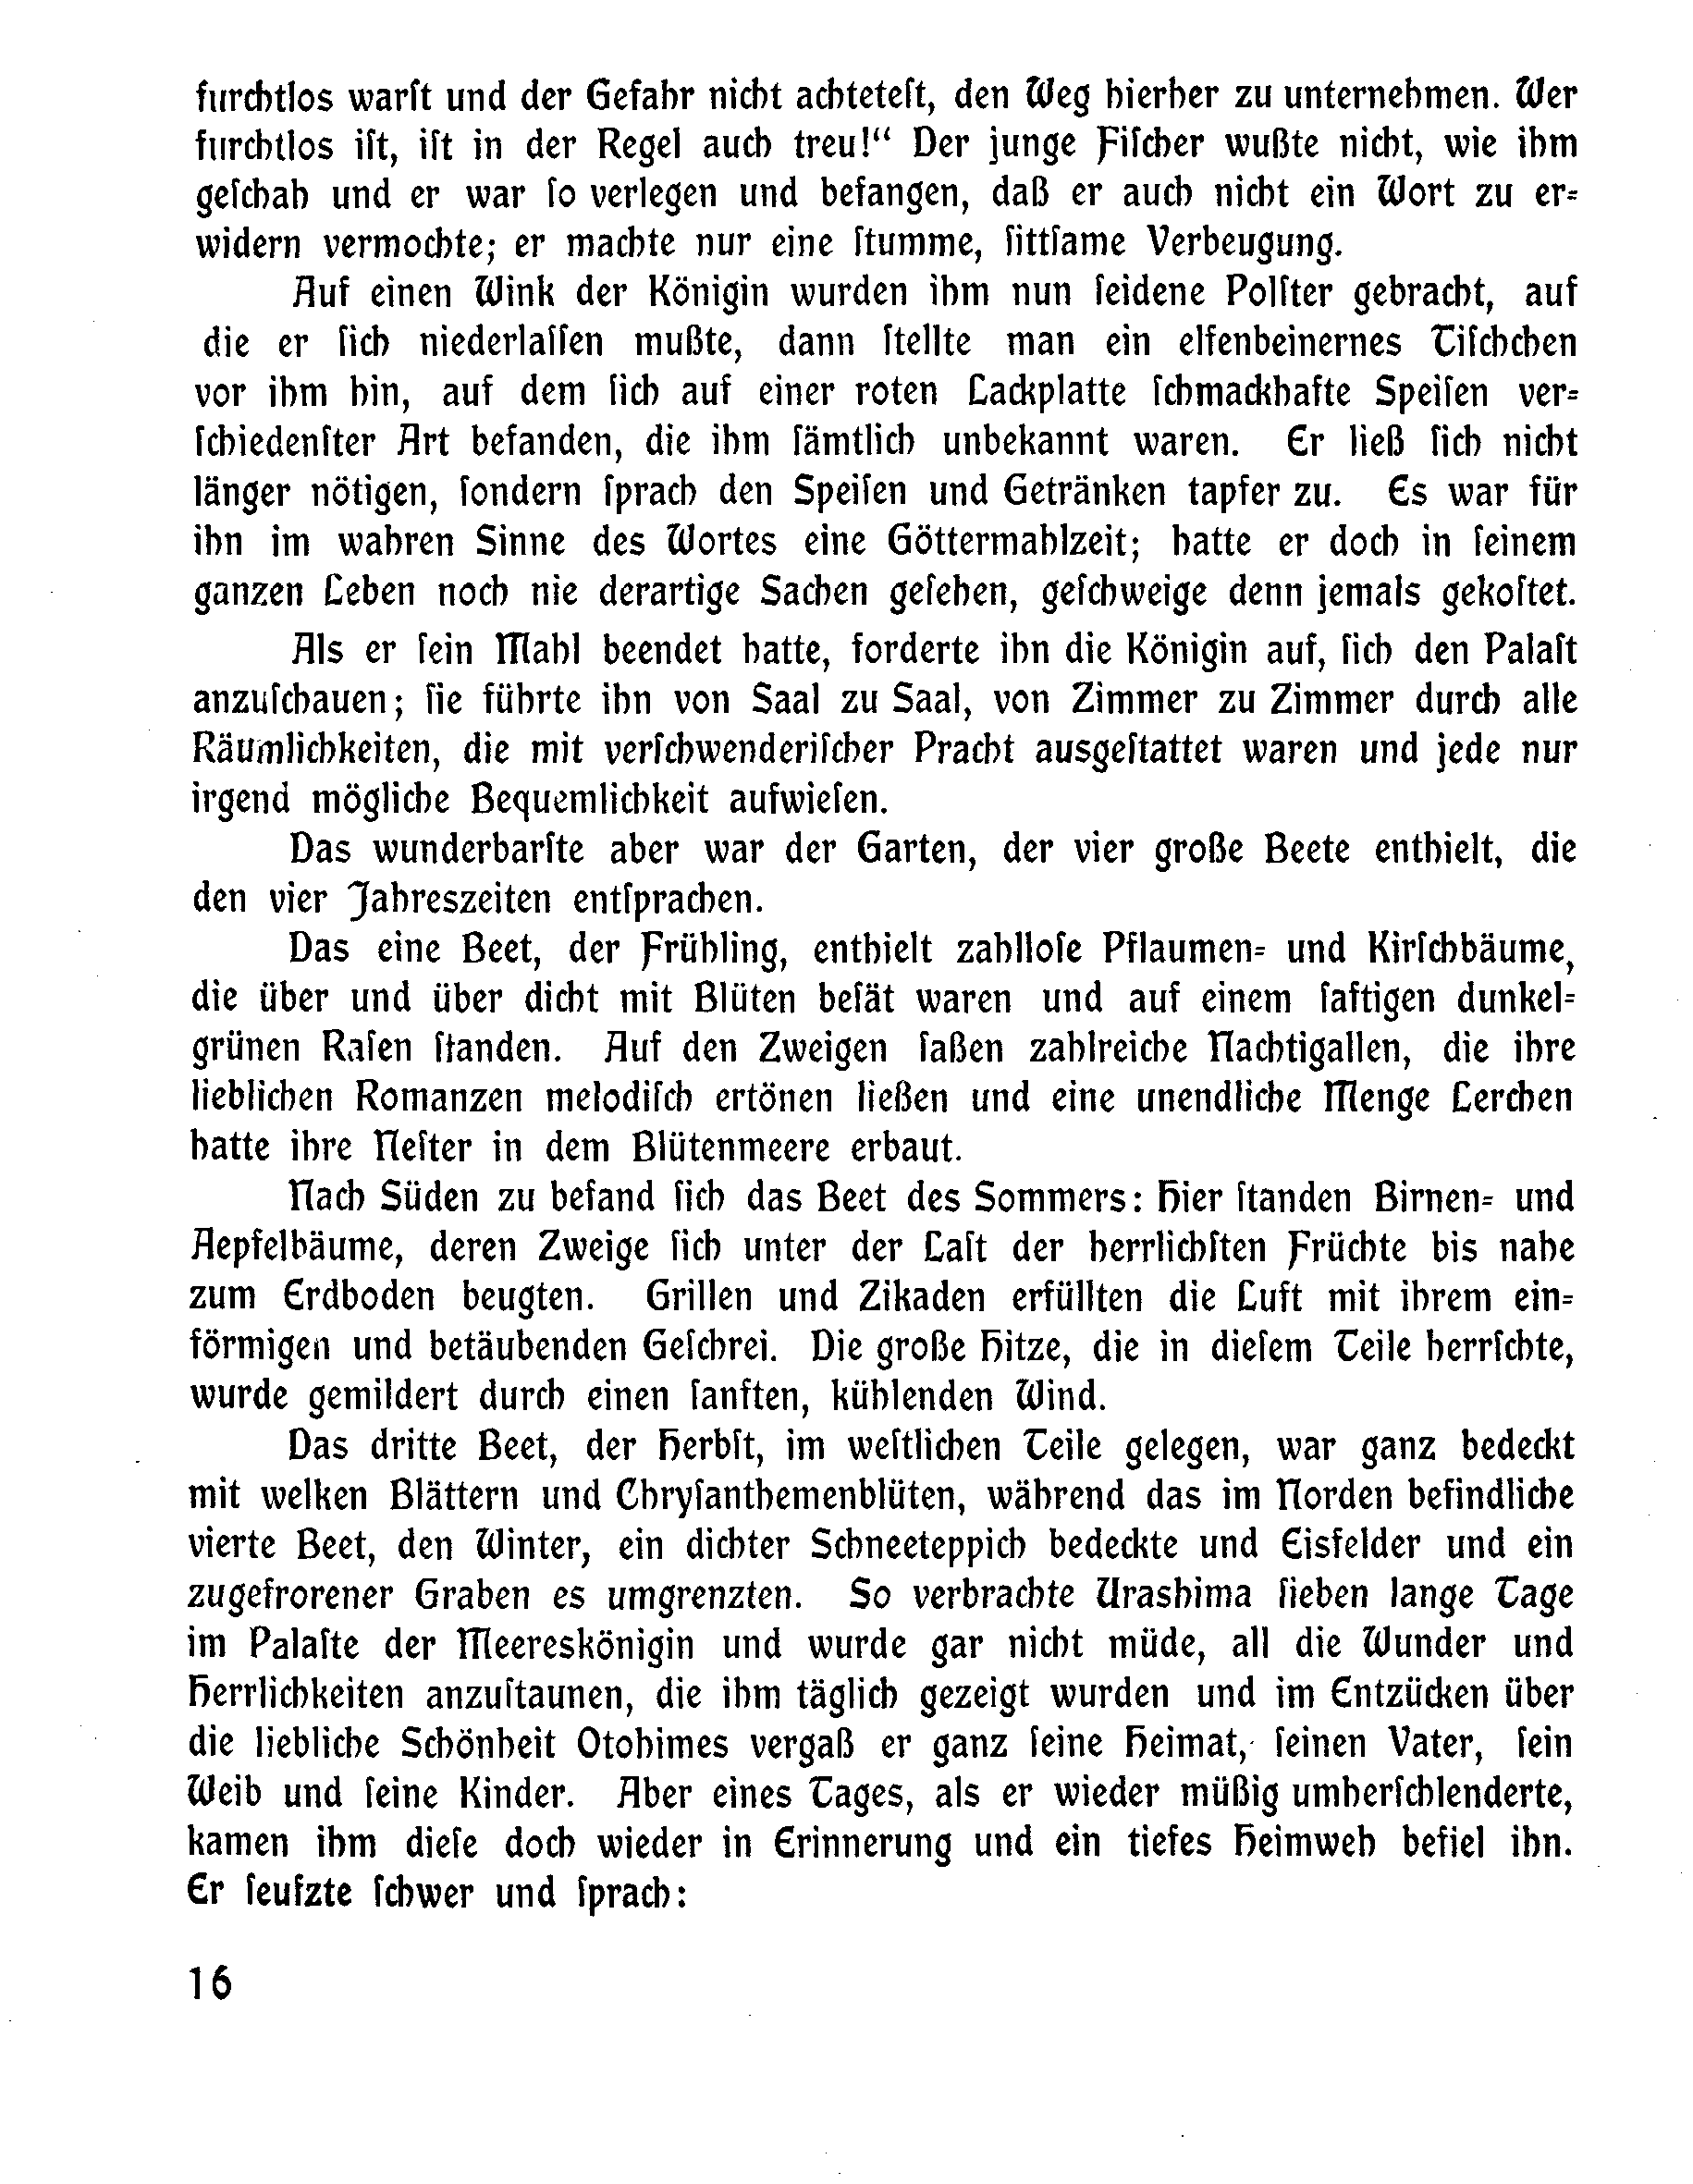 furchtlos warſt und der Gefahr nicht achteteſt, den Weg hierher zu unternehmen. Wer
furchtlos iſt, iſt in der Regel auch treu!“ Der junge Fiſcher wußte nicht, wie ihm
geſchah und er war ſo verlegen und befangen, daß er auch nicht ein Wort zu er=
widern vermochte; er machte nur eine ſtumme, ſittſame Verbeugung.
Auf einen Wink der Königin wurden ihm nun ſeidene Polſter gebracht, auf
die er ſich niederlaſſen mußte, dann ſtellte man ein elfenbeinernes Tiſchchen
vor ihm hin, auf dem ſich auf einer roten Lackplatte ſchmackhafte Speiſen ver=
ſchiedenſter Art befanden, die ihm ſämtlich unbekannt waren. Er ließ ſich nicht
länger nötigen, ſondern ſprach den Speiſen und Getränken tapfer zu. Es war für
ihn im wahren Sinne des Wortes eine Göttermahlzeit; hatte er doch in ſeinem
ganzen Leben noch nie derartige Sachen geſehen, geſchweige denn jemals gekoſtet.
Als er ſein Mahl beendet hatte, forderte ihn die Königin auf, ſich den Palaſt
anzuſchauen; ſie führte ihn von Saal zu Saal, von Zimmer zu Zimmer durch alle
Räumlichkeiten, die mit verſchwenderiſcher Pracht ausgeſtattet waren und jede nur
irgend mögliche Bequemlichkeit aufwieſen.
Das wunderbarſte aber war der Garten, der vier große Beete enthielt, die
den vier Jahreszeiten entſprachen.
Das eine Beet, der Frühling, enthielt zahlloſe Pflaumen= und Kirſchbäume,
die über und über dicht mit Blüten beſät waren und auf einem ſaftigen dunkel=
grünen Raſen ſtanden. Auf den Zweigen ſaßen zahlreiche Nachtigallen, die ihre
lieblichen Romanzen melodiſch ertönen ließen und eine unendliche Menge Lerchen
hatte ihre Neſter in dem Blütenmeere erbaut.
Nach Süden zu befand ſich das Beet des Sommers: Hier ſtanden Birnen= und
Aepfelbäume, deren Zweige ſich unter der Laſt der herrlichſten Früchte bis nahe
zum Erdboden beugten. Grillen und Zikaden erfüllten die Luft mit ihrem ein=
förmigen und betäubenden Geſchrei. Die große Hitze, die in dieſem Teile herrſchte,
wurde gemildert durch einen ſanften, kühlenden Wind.
Das dritte Beet, der Herbſt, im weſtlichen Teile gelegen, war ganz bedeckt
mit welken Blättern und Chryſanthemenblüten, während das im Norden befindliche
vierte Beet, den Winter, ein dichter Schneeteppich bedeckte und Eisfelder und ein
zugefrorener Graben es umgrenzten. So verbrachte Urashima ſieben lange Tage
im Palaſte der Meereskönigin und wurde gar nicht müde, all die Wunder und
Herrlichkeiten anzuſtaunen, die ihm täglich gezeigt wurden und im Entzücken über
die liebliche Schönheit Otohimes vergaß er ganz ſeine Heimat, ſeinen Vater, ſein
Weib und ſeine Kinder. Aber eines Tages, als er wieder müßig umherſchlenderte,
kamen ihm dieſe doch wieder in Erinnerung und ein tiefes Heimweh befiel ihn.
Er ſeufzte ſchwer und ſprach:
16